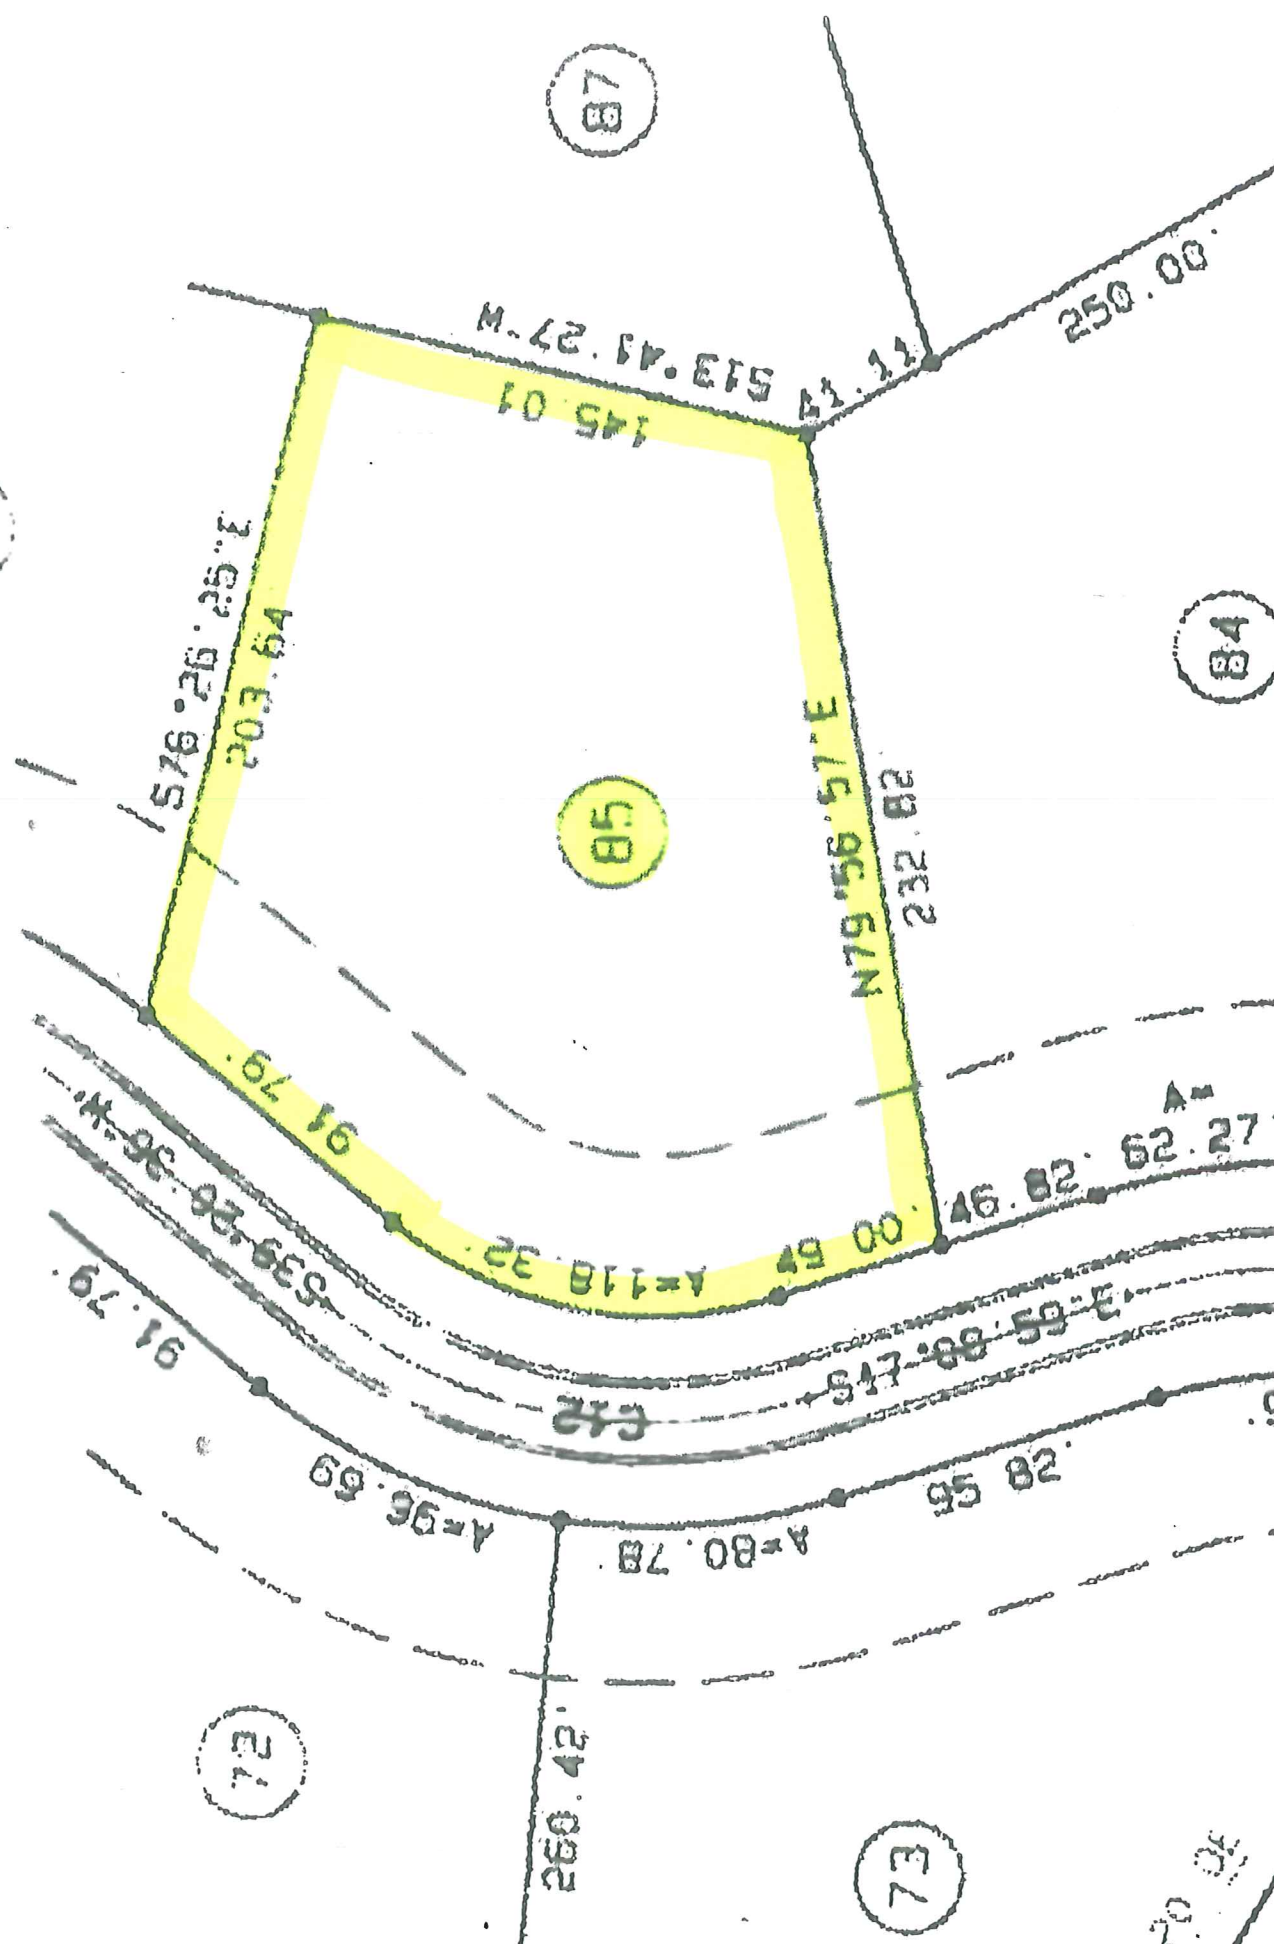 87
250.00'
S13°41'27"W
145.01
41.11
S78°26'25"E
203.64
85
84
N79°56'57"E
232.82
91.79'
A=118.32'
49.00'
46.82'
62.27'
A=
S39°26'36"W
C12
S17°08'59"E
91.79'
A=96.69
A=80.78'
95.82'
260.42'
72
73